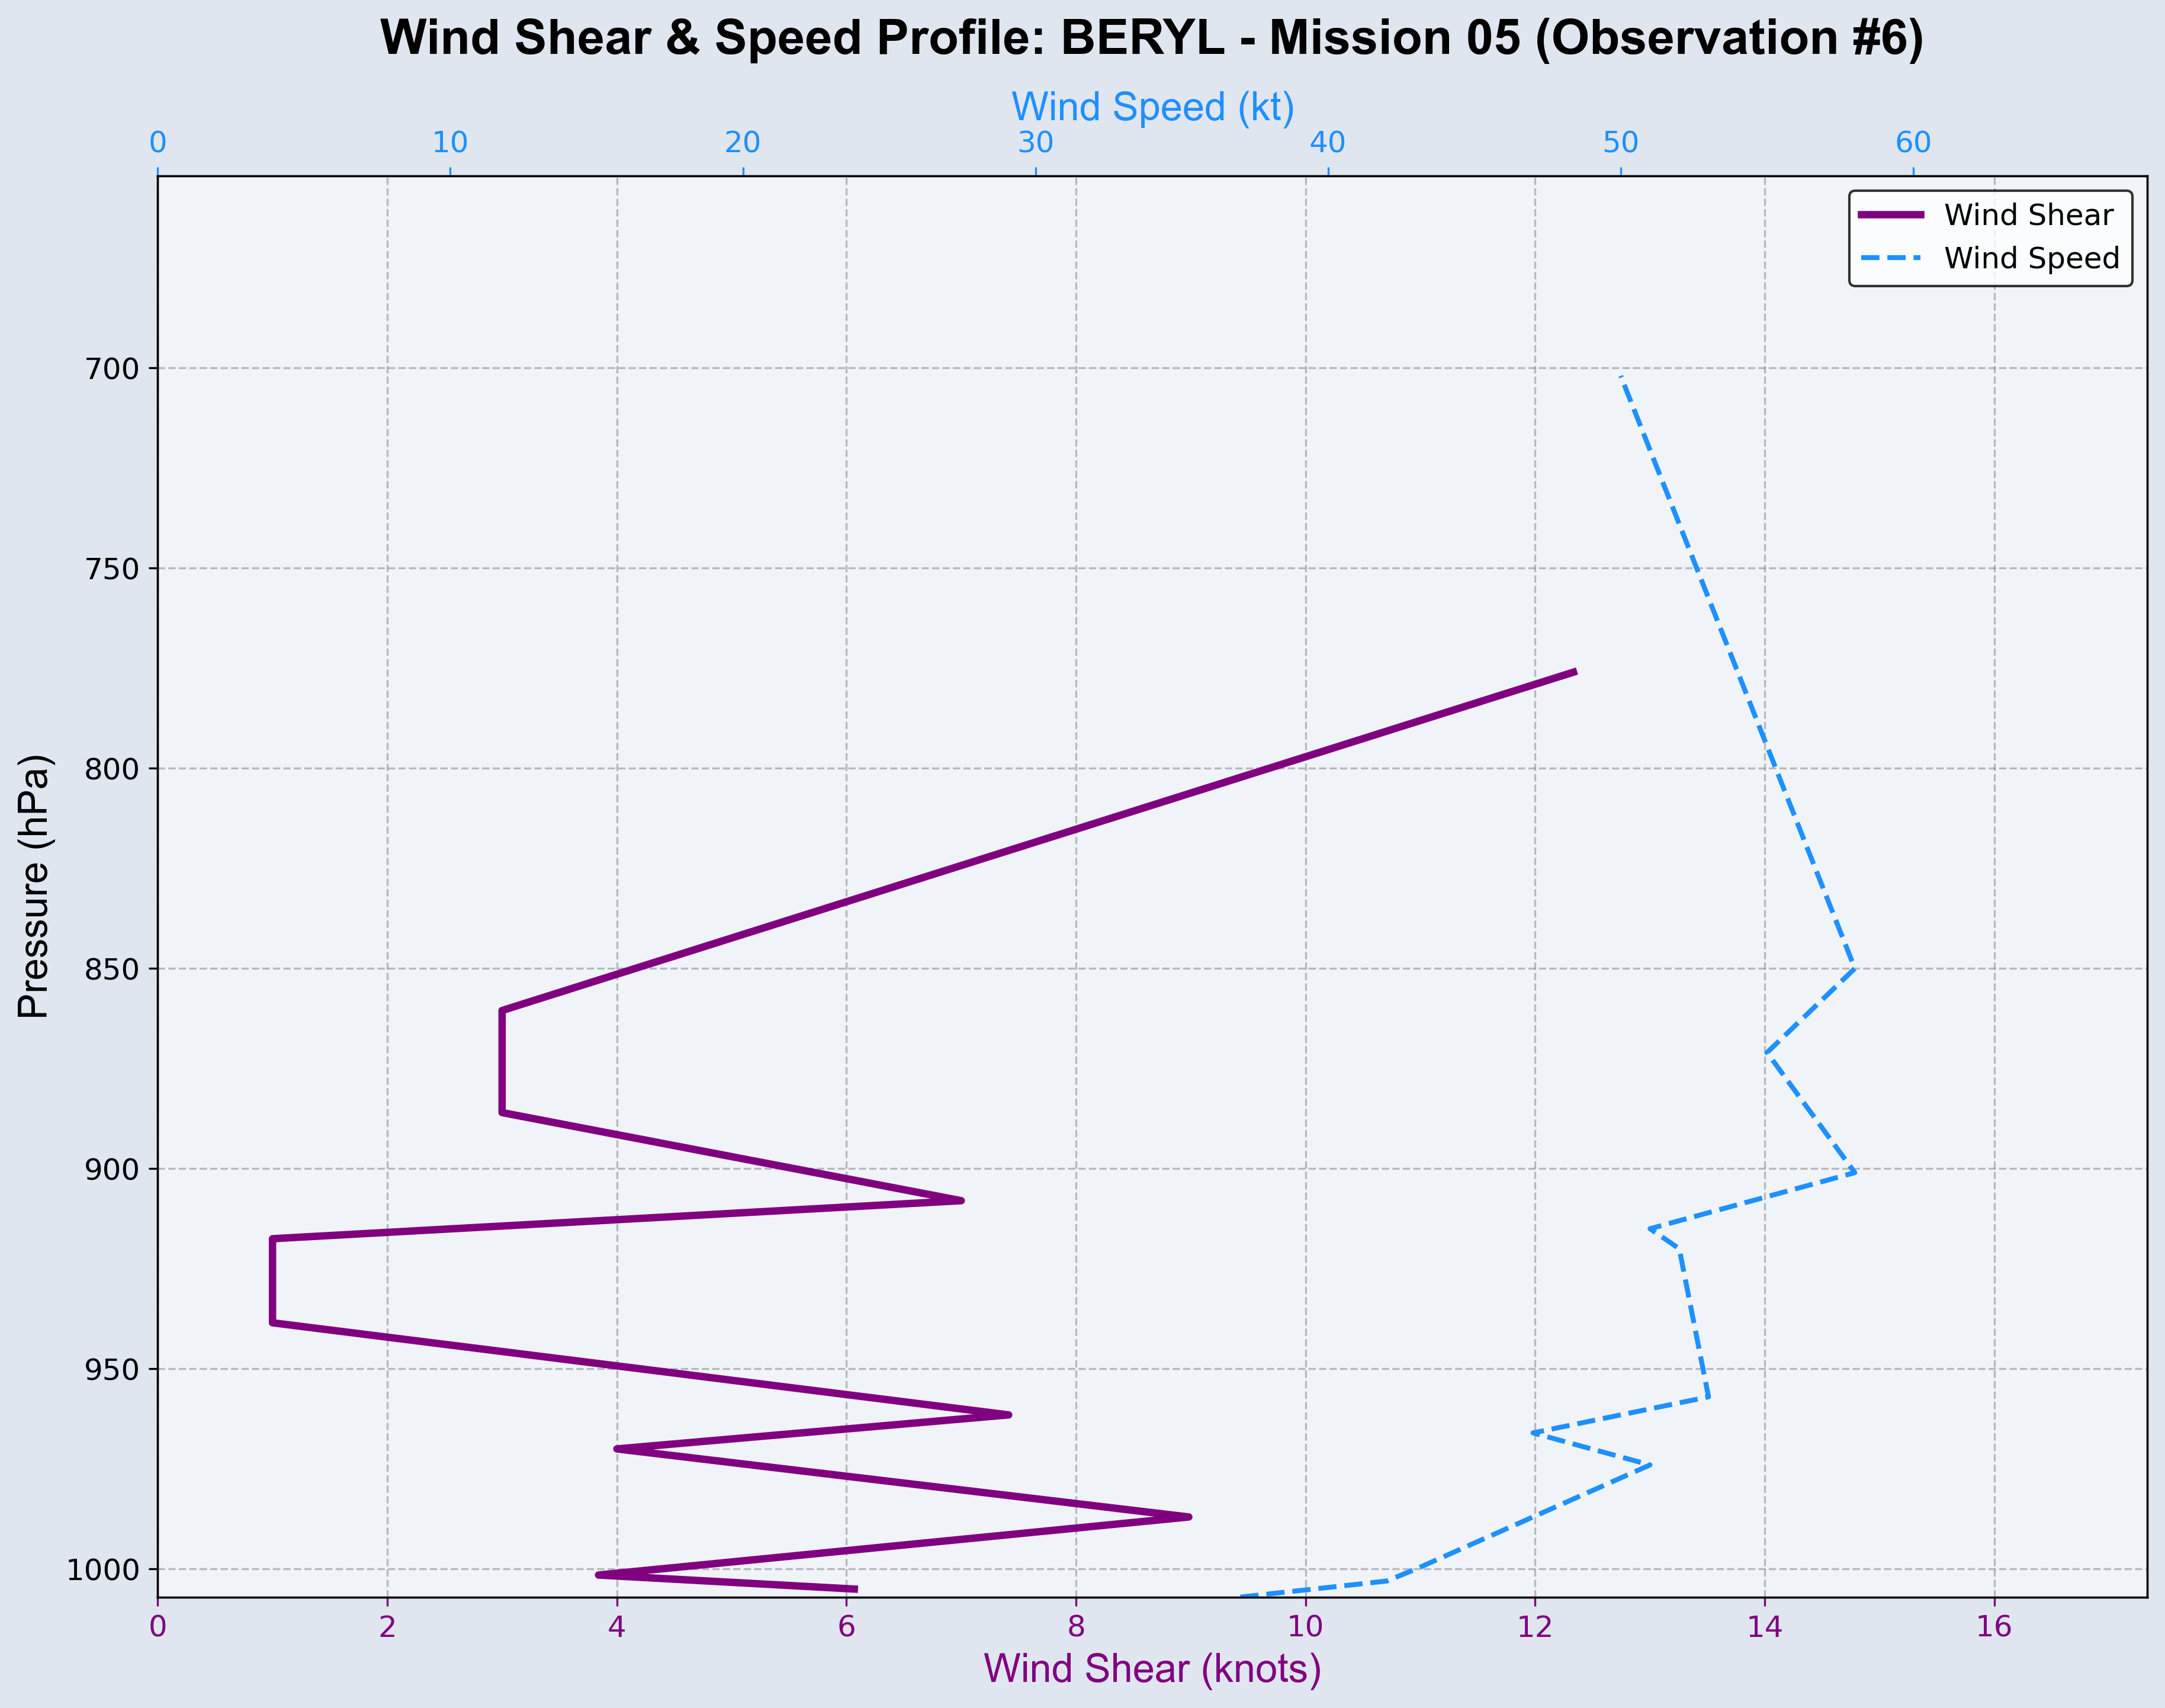 Wind Shear & Speed Profile: BERYL - Mission 05 (Observation #6)
Wind Speed (kt)
0 10 20 30 40 50 60
Wind Shear
Wind Speed
700
750
800
850
900
950
1000
Pressure (hPa)
0 2 4 6 8 10 12 14 16
Wind Shear (knots)